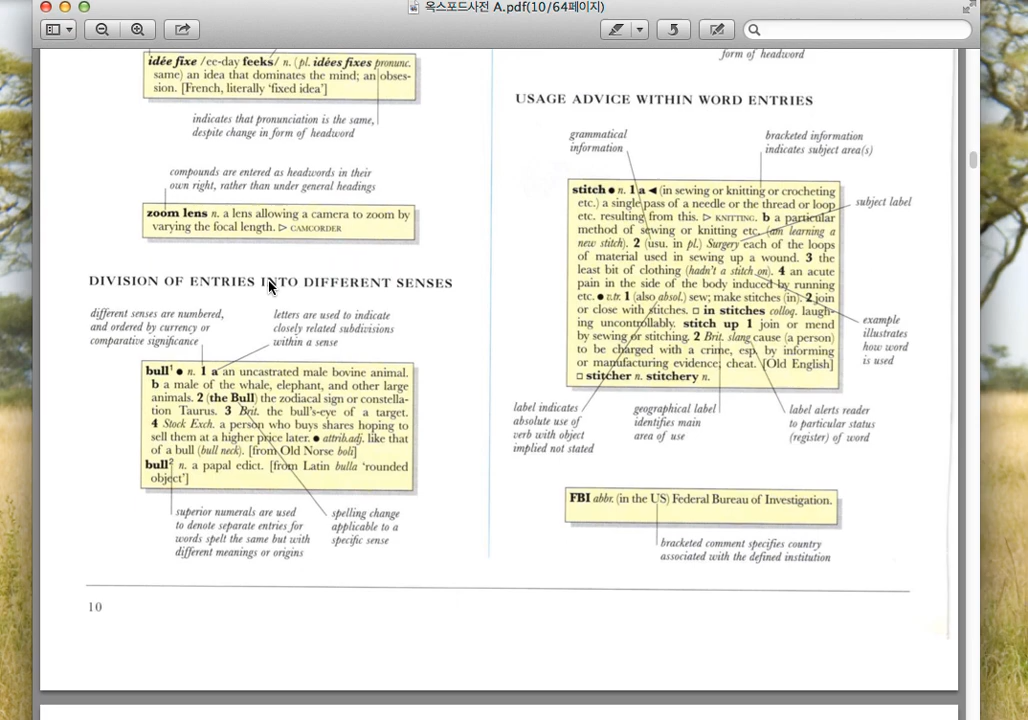 옥스포드사전 A.pdf(10/64페이지)
idée fixe /ee-day feeks/ n. (pl. idées fixes pronunc.
same) an idea that dominates the mind; an obses-
sion. [French, literally ‘fixed idea’]
indicates that pronunciation is the same,
despite change in form of headword
compounds are entered as headwords in their
own right, rather than under general headings
zoom lens n. a lens allowing a camera to zoom by
varying the focal length. ▷ CAMCORDER
DIVISION OF ENTRIES INTO DIFFERENT SENSES
different senses are numbered,
and ordered by currency or
comparative significance
letters are used to indicate
closely related subdivisions
within a sense
bull¹ ● n. 1 a an uncastrated male bovine animal.
b a male of the whale, elephant, and other large
animals. 2 (the Bull) the zodiacal sign or constella-
tion Taurus. 3 Brit. the bull's-eye of a target.
4 Stock Exch. a person who buys shares hoping to
sell them at a higher price later. ● attrib.adj. like that
of a bull (bull neck). [from Old Norse boli]
bull² n. a papal edict. [from Latin bulla ‘rounded
object’]
superior numerals are used
to denote separate entries for
words spelt the same but with
different meanings or origins
spelling change
applicable to a
specific sense
10
form of headword
USAGE ADVICE WITHIN WORD ENTRIES
grammatical
information
bracketed information
indicates subject area(s)
stitch ● n. 1 a ◄ (in sewing or knitting or crocheting
etc.) a single pass of a needle or the thread or loop
etc. resulting from this. ▷ KNITTING. b a particular
method of sewing or knitting etc. (am learning a
new stitch). 2 (usu. in pl.) Surgery each of the loops
of material used in sewing up a wound. 3 the
least bit of clothing (hadn't a stitch on). 4 an acute
pain in the side of the body induced by running
etc. ● v.tr. 1 (also absol.) sew; make stitches (in). 2 join
or close with stitches. □ in stitches colloq. laugh-
ing uncontrollably. stitch up 1 join or mend
by sewing or stitching. 2 Brit. slang cause (a person)
to be charged with a crime, esp. by informing
or manufacturing evidence; cheat. [Old English]
□ stitcher n. stitchery n.
subject label
example
illustrates
how word
is used
label indicates
absolute use of
verb with object
implied not stated
geographical label
identifies main
area of use
label alerts reader
to particular status
(register) of word
FBI abbr. (in the US) Federal Bureau of Investigation.
bracketed comment specifies country
associated with the defined institution